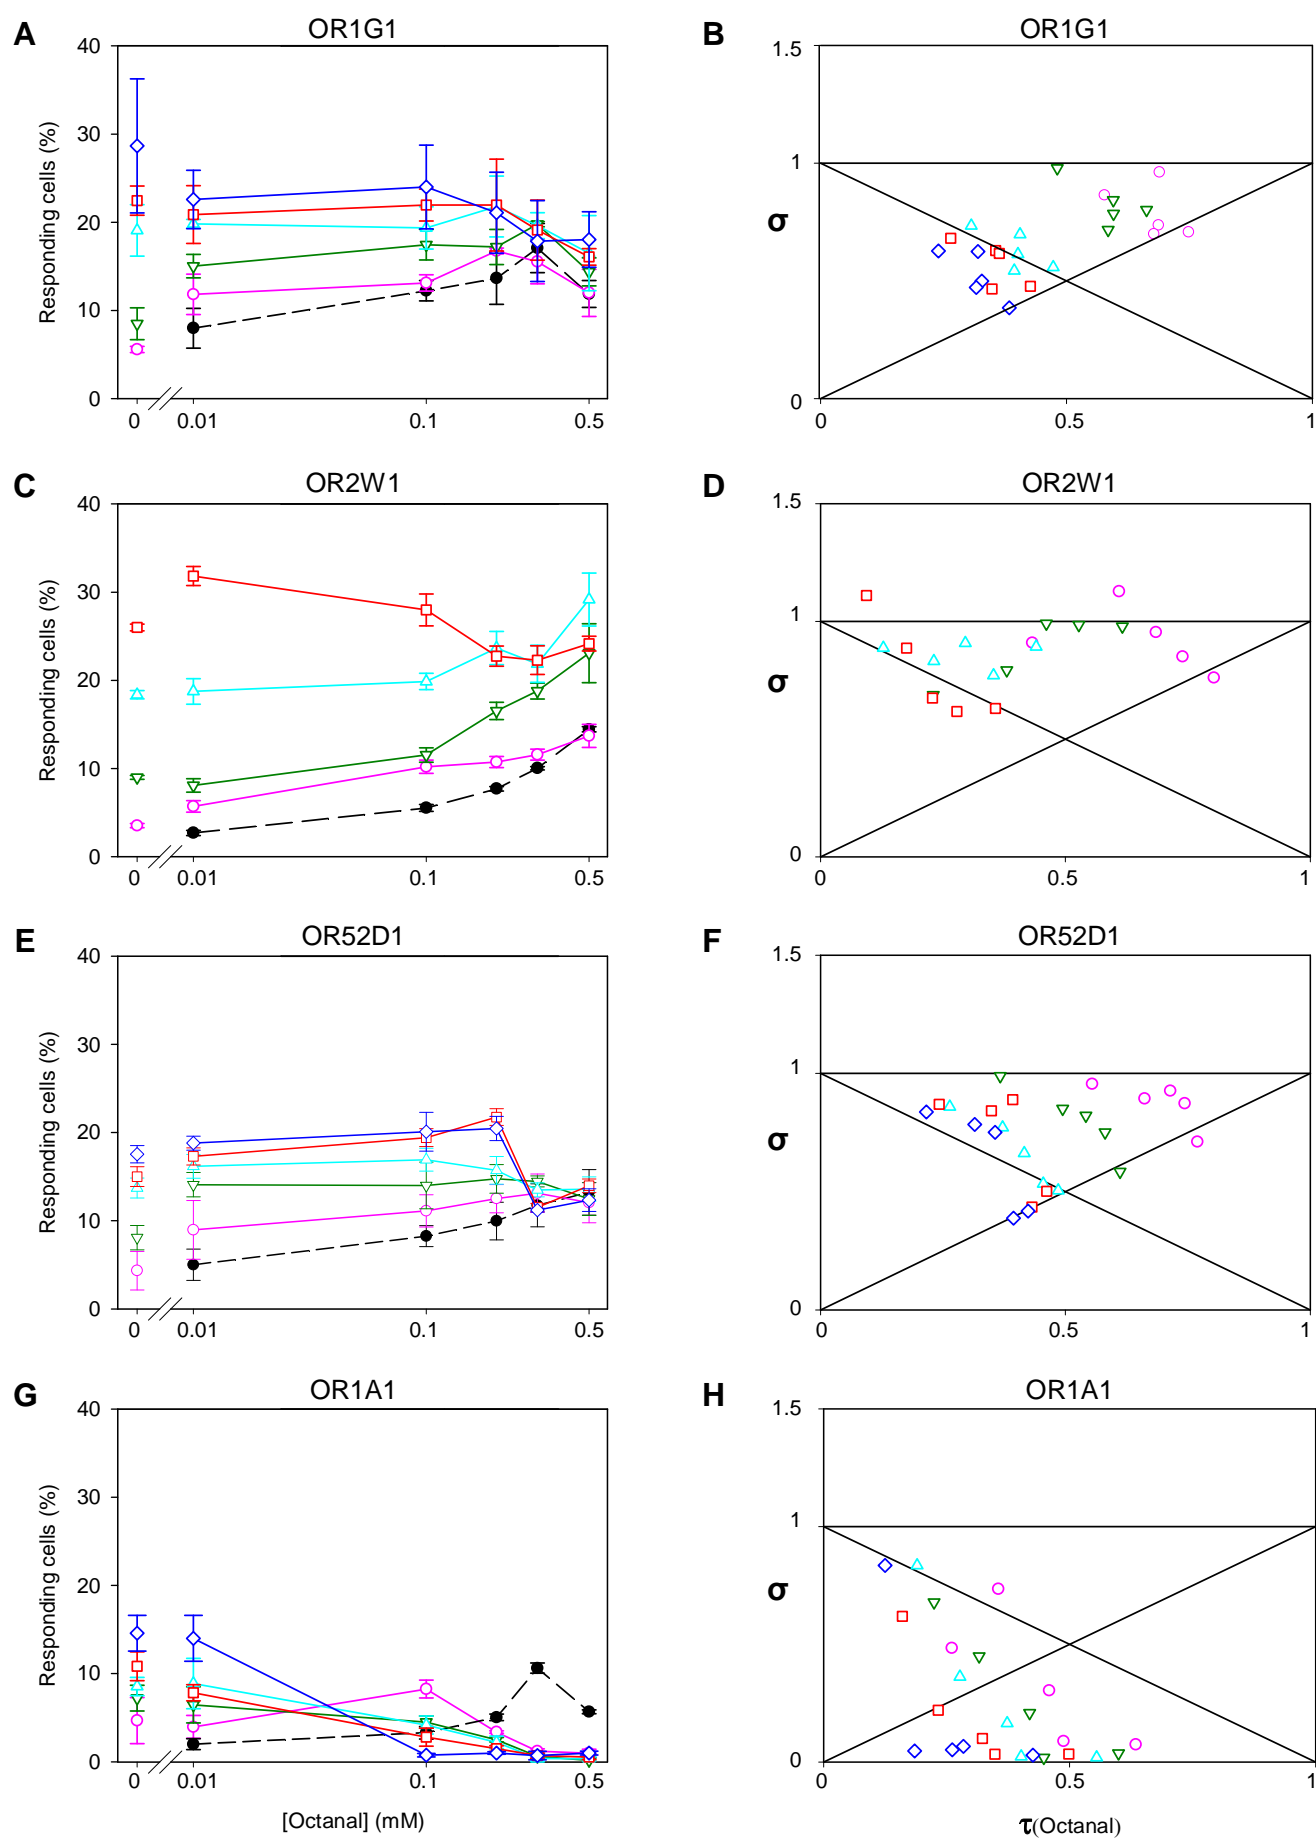 A
OR1G1
40
30
20
10
0
Responding cells (%)
0
0.01
0.1
0.5
B
OR1G1
1.5
1
σ
0
0
0.5
1
C
OR2W1
40
30
20
10
0
Responding cells (%)
0
0.01
0.1
0.5
D
OR2W1
1.5
1
σ
0
0
0.5
1
E
OR52D1
40
30
20
10
0
Responding cells (%)
0
0.01
0.1
0.5
F
OR52D1
1.5
1
σ
0
0
0.5
1
G
OR1A1
40
30
20
10
0
Responding cells (%)
0
0.01
0.1
0.5
[Octanal] (mM)
H
OR1A1
1.5
1
σ
0
0
0.5
1
τ(Octanal)